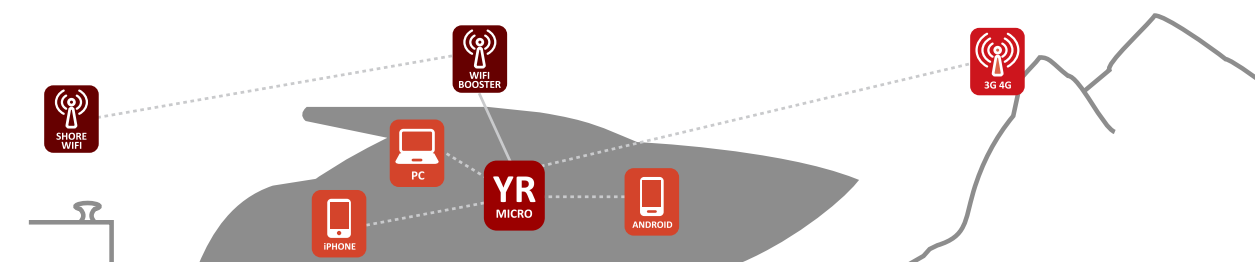 SHORE
WIFI
WIFI
BOOSTER
3G 4G
PC
YR
MICRO
iPHONE
ANDROID